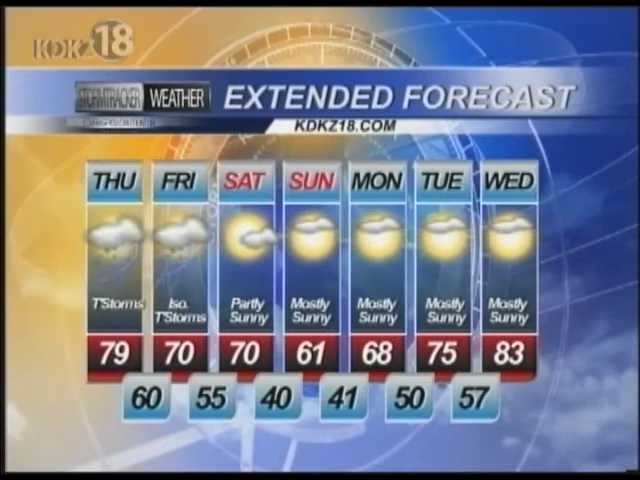 KDKZ 18
STORMTRACKER WEATHER EXTENDED FORECAST
KDKZ18.COM
THU FRI SAT SUN MON TUE WED
T'Storms Iso. T'Storms Partly Sunny Mostly Sunny Mostly Sunny Mostly Sunny Mostly Sunny
79 70 70 61 68 75 83
60 55 40 41 50 57